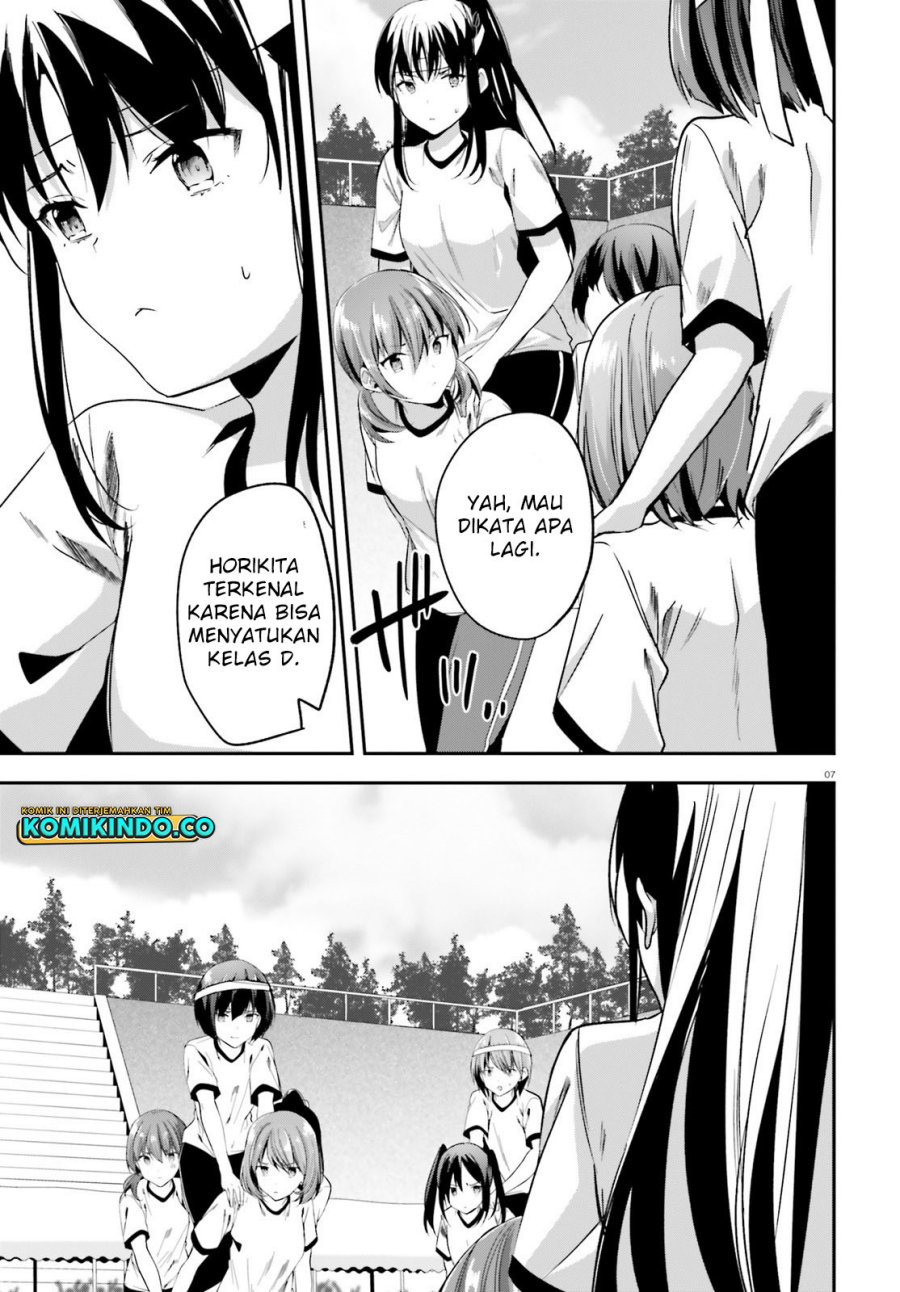 YAH, MAU
DIKATA APA
LAGI.
HORIKITA
TERKENAL
KARENA BISA
MENYATUKAN
KELAS D.
07
KOMIK INI DITERJEMAHKAN TIM
KOMIKINDO.CO